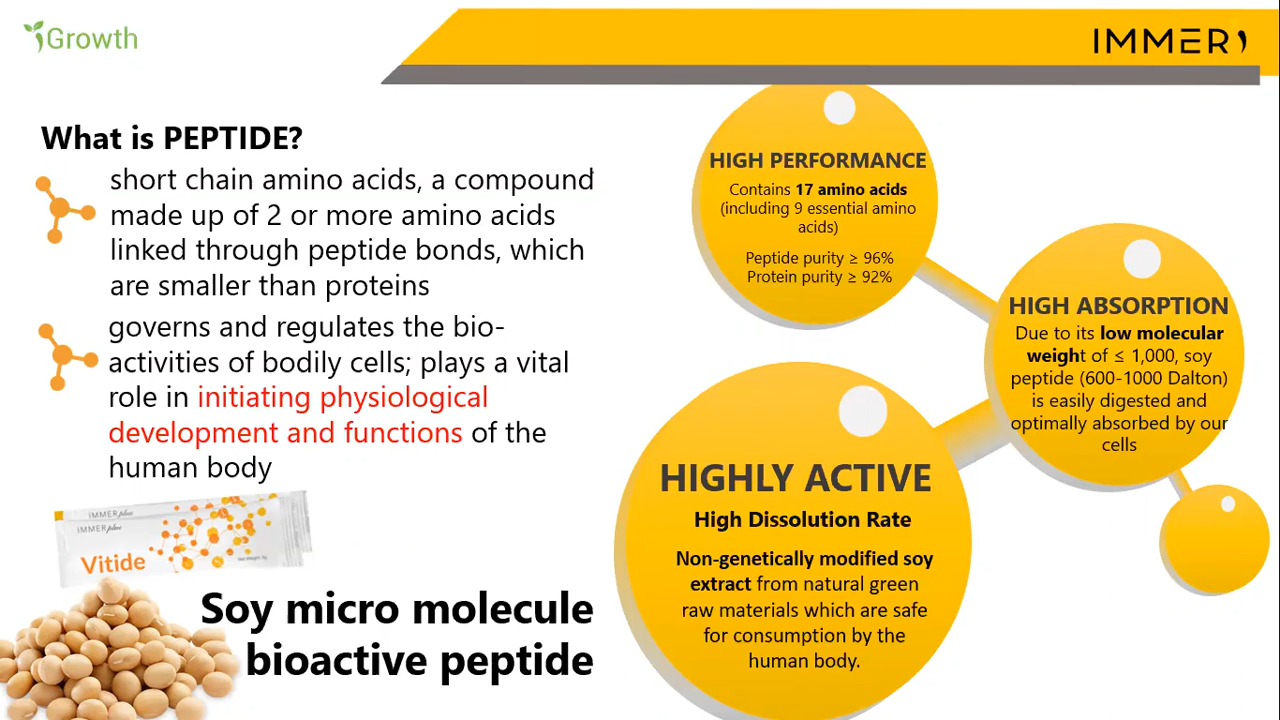 iGrowth
IMMER
What is PEPTIDE?
short chain amino acids, a compound
made up of 2 or more amino acids
linked through peptide bonds, which
are smaller than proteins
governs and regulates the bio-
activities of bodily cells; plays a vital
role in initiating physiological
development and functions of the
human body
IMMERplus
IMMERplus
Vitide
Soy micro molecule
bioactive peptide
HIGH PERFORMANCE
Contains 17 amino acids
(including 9 essential amino
acids)
Peptide purity ≥ 96%
Protein purity ≥ 92%
HIGH ABSORPTION
Due to its low molecular
weight of ≤ 1,000, soy
peptide (600-1000 Dalton)
is easily digested and
optimally absorbed by our
cells
HIGHLY ACTIVE
High Dissolution Rate
Non-genetically modified soy
extract from natural green
raw materials which are safe
for consumption by the
human body.